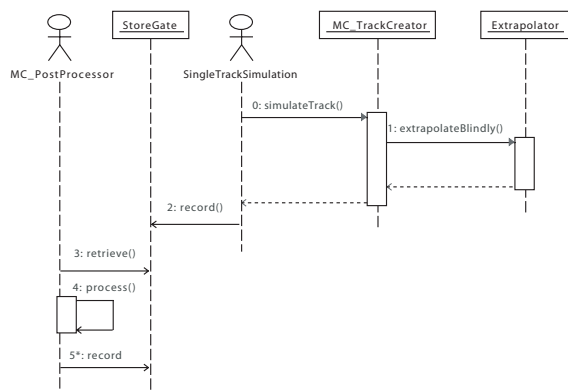 StoreGate
MC_TrackCreator
Extrapolator
MC_PostProcessor
SingleTrackSimulation
0: simulateTrack()
1: extrapolateBlindly()
2: record()
3: retrieve()
4: process()
5*: record